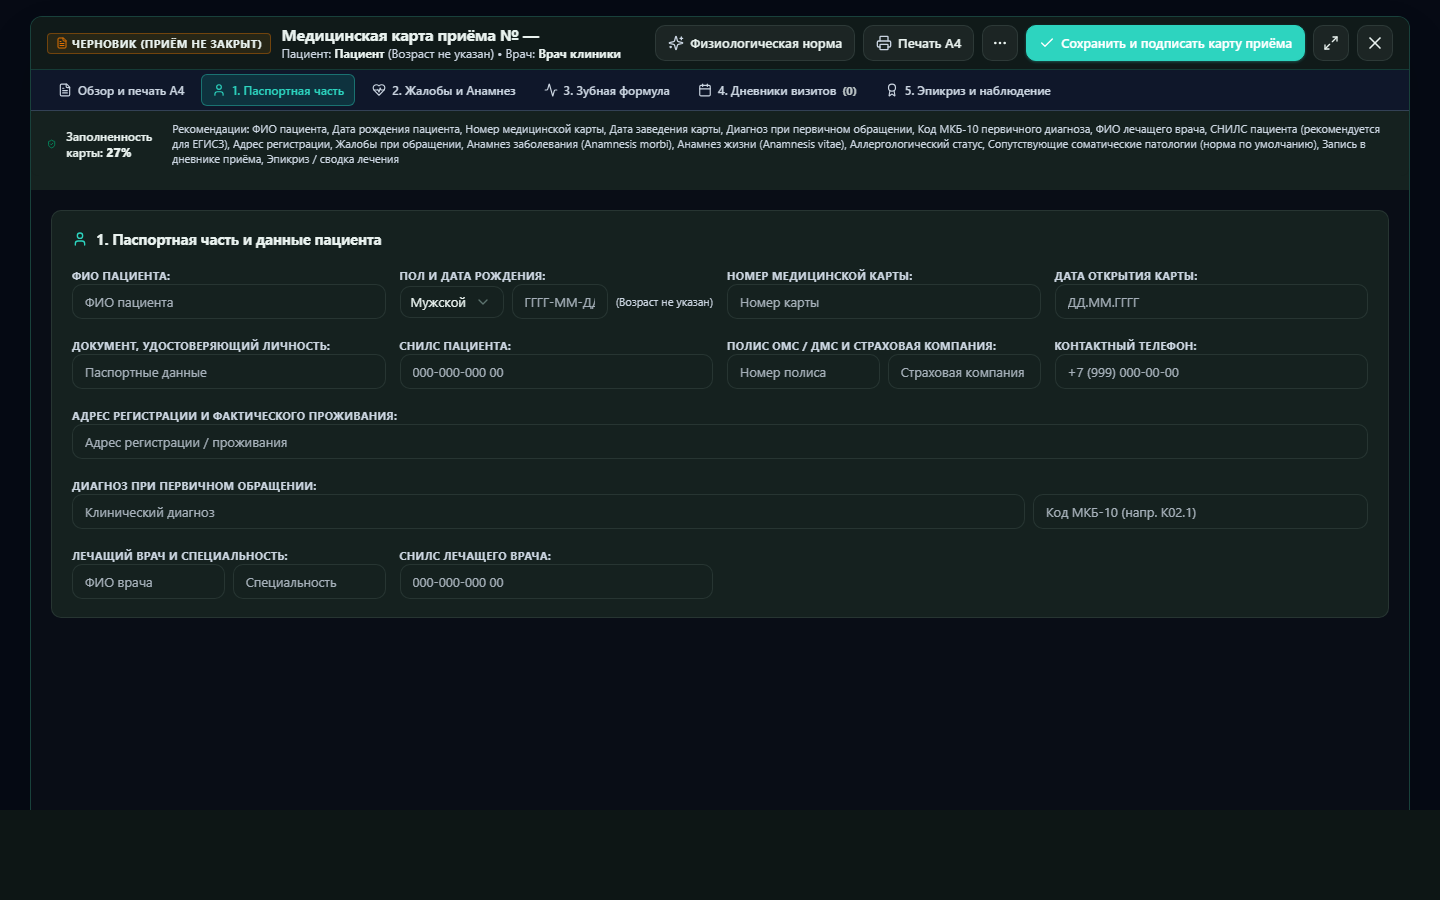 ЧЕРНОВИК (ПРИЁМ НЕ ЗАКРЫТ)
Медицинская карта приёма № —
Пациент: Пациент (Возраст не указан) • Врач: Врач клиники
Физиологическая норма
Печать А4
Сохранить и подписать карту приёма
Обзор и печать А4
1. Паспортная часть
2. Жалобы и Анамнез
3. Зубная формула
4. Дневники визитов (0)
5. Эпикриз и наблюдение
Заполненность карты: 27%
Рекомендации: ФИО пациента, Дата рождения пациента, Номер медицинской карты, Дата заведения карты, Диагноз при первичном обращении, Код МКБ-10 первичного диагноза, ФИО лечащего врача, СНИЛС пациента (рекомендуется
для ЕГИСЗ), Адрес регистрации, Жалобы при обращении, Анамнез заболевания (Anamnesis morbi), Анамнез жизни (Anamnesis vitae), Аллергологический статус, Сопутствующие соматические патологии (норма по умолчанию), Запись в
дневнике приёма, Эпикриз / сводка лечения
1. Паспортная часть и данные пациента
ФИО ПАЦИЕНТА:
ФИО пациента
ПОЛ И ДАТА РОЖДЕНИЯ:
Мужской
ГГГГ-ММ-Д
(Возраст не указан)
НОМЕР МЕДИЦИНСКОЙ КАРТЫ:
Номер карты
ДАТА ОТКРЫТИЯ КАРТЫ:
ДД.ММ.ГГГГ
ДОКУМЕНТ, УДОСТОВЕРЯЮЩИЙ ЛИЧНОСТЬ:
Паспортные данные
СНИЛС ПАЦИЕНТА:
000-000-000 00
ПОЛИС ОМС / ДМС И СТРАХОВАЯ КОМПАНИЯ:
Номер полиса
Страховая компания
КОНТАКТНЫЙ ТЕЛЕФОН:
+7 (999) 000-00-00
АДРЕС РЕГИСТРАЦИИ И ФАКТИЧЕСКОГО ПРОЖИВАНИЯ:
Адрес регистрации / проживания
ДИАГНОЗ ПРИ ПЕРВИЧНОМ ОБРАЩЕНИИ:
Клинический диагноз
Код МКБ-10 (напр. K02.1)
ЛЕЧАЩИЙ ВРАЧ И СПЕЦИАЛЬНОСТЬ:
ФИО врача
Специальность
СНИЛС ЛЕЧАЩЕГО ВРАЧА:
000-000-000 00